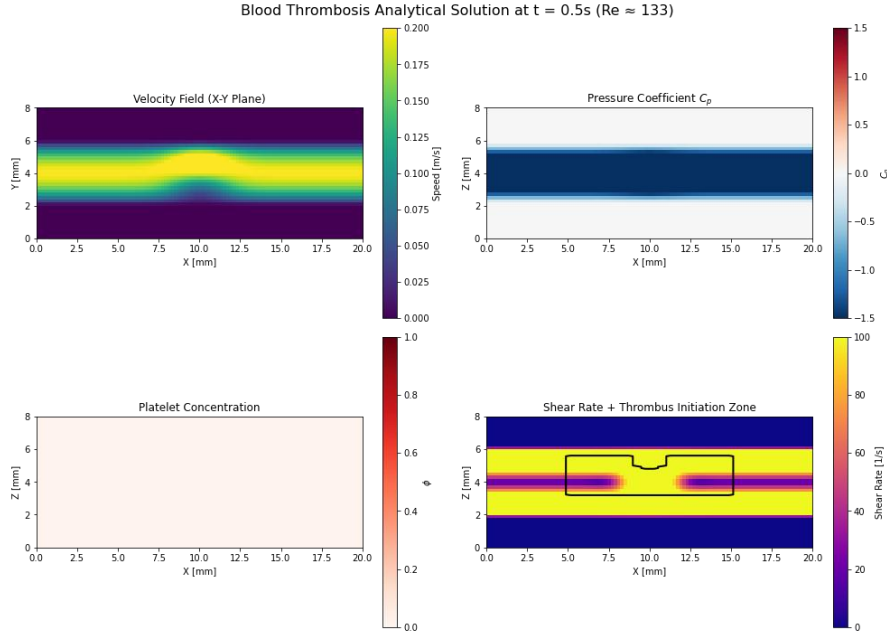 Blood Thrombosis Analytical Solution at t = 0.5s (Re ≈ 133)
Velocity Field (X-Y Plane)
8
6
4
2
0
Y [mm]
0.0 2.5 5.0 7.5 10.0 12.5 15.0 17.5 20.0
X [mm]
0.200
0.175
0.150
0.125
0.100
0.075
0.050
0.025
0.000
Speed [m/s]
Pressure Coefficient Cₚ
8
6
4
2
0
Z [mm]
0.0 2.5 5.0 7.5 10.0 12.5 15.0 17.5 20.0
X [mm]
1.5
1.0
0.5
0.0
−0.5
−1.0
−1.5
Cₚ
Platelet Concentration
8
6
4
2
0
Z [mm]
0.0 2.5 5.0 7.5 10.0 12.5 15.0 17.5 20.0
X [mm]
1.0
0.8
0.6
0.4
0.2
0.0
ϕ
Shear Rate + Thrombus Initiation Zone
8
6
4
2
0
Z [mm]
0.0 2.5 5.0 7.5 10.0 12.5 15.0 17.5 20.0
X [mm]
100
80
60
40
20
0
Shear Rate [1/s]